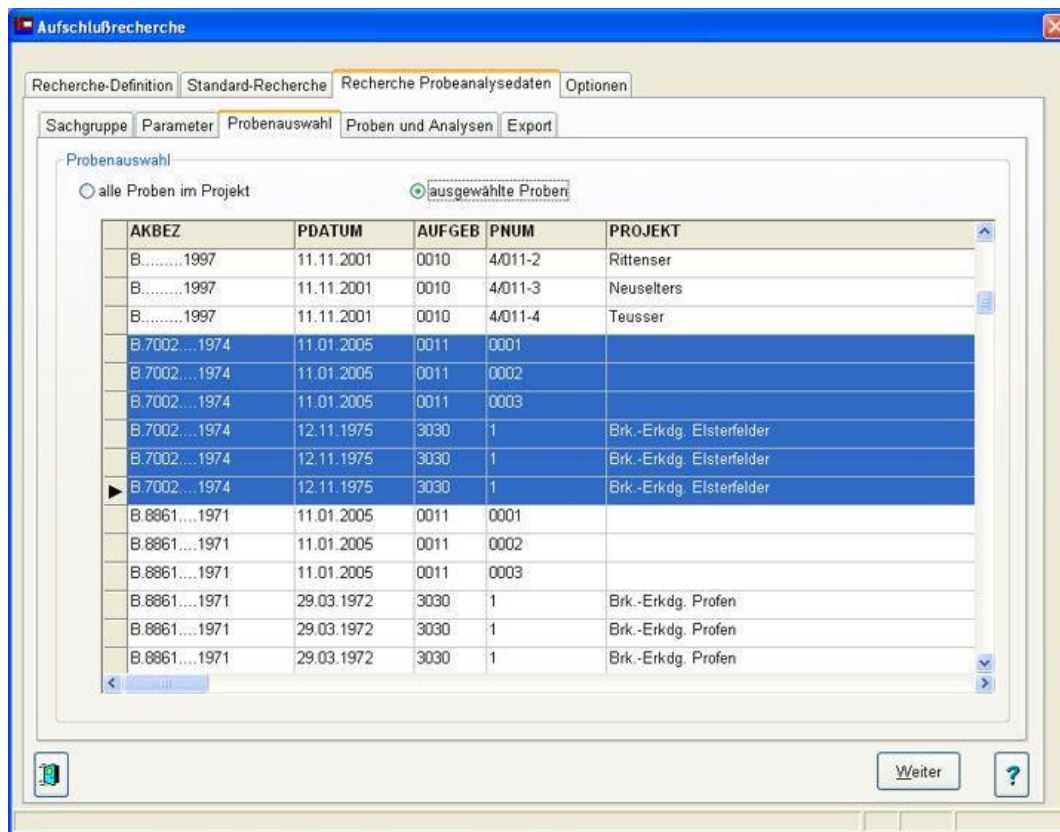 Aufschlußrecherche
Recherche-Definition Standard-Recherche Recherche Probeanalysedaten Optionen
Sachgruppe Parameter Probenauswahl Proben und Analysen Export
Probenauswahl
alle Proben im Projekt ausgewählte Proben
AKBEZ PDATUM AUFGEB PNUM PROJEKT
B.........1997 11.11.2001 0010 4/011-2 Rittenser
B.........1997 11.11.2001 0010 4/011-3 Neuselters
B.........1997 11.11.2001 0010 4/011-4 Teusser
B.7002....1974 11.01.2005 0011 0001
B.7002....1974 11.01.2005 0011 0002
B.7002....1974 11.01.2005 0011 0003
B.7002....1974 12.11.1975 3030 1 Brk.-Erkdg. Elsterfelder
B.7002....1974 12.11.1975 3030 1 Brk.-Erkdg. Elsterfelder
B.7002....1974 12.11.1975 3030 1 Brk.-Erkdg. Elsterfelder
B.8861....1971 11.01.2005 0011 0001
B.8861....1971 11.01.2005 0011 0002
B.8861....1971 11.01.2005 0011 0003
B.8861....1971 29.03.1972 3030 1 Brk.-Erkdg. Profen
B.8861....1971 29.03.1972 3030 1 Brk.-Erkdg. Profen
B.8861....1971 29.03.1972 3030 1 Brk.-Erkdg. Profen
Weiter ?